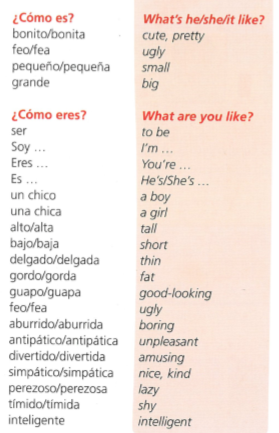 ¿Cómo es? What's he/she/it like?
bonito/bonita cute, pretty
feo/fea ugly
pequeño/pequeña small
grande big
¿Cómo eres? What are you like?
ser to be
Soy ... I'm ...
Eres ... You're ...
Es ... He's/She's ...
un chico a boy
una chica a girl
alto/alta tall
bajo/baja short
delgado/delgada thin
gordo/gorda fat
guapo/guapa good-looking
feo/fea ugly
aburrido/aburrida boring
antipático/antipática unpleasant
divertido/divertida amusing
simpático/simpática nice, kind
perezoso/perezosa lazy
tímido/tímida shy
inteligente intelligent